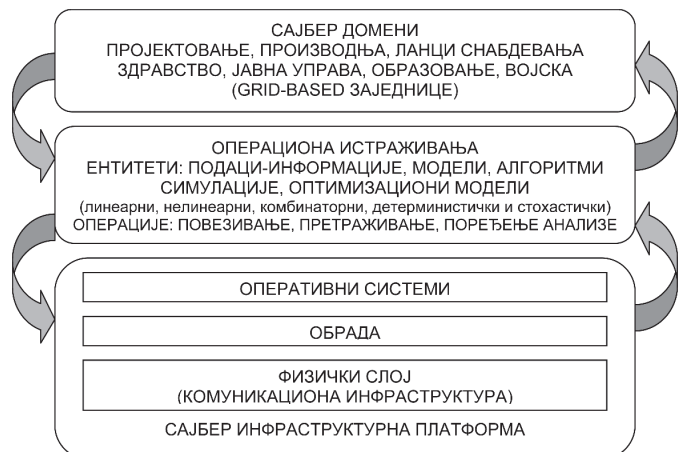 САЈБЕР ДОМЕНИ
ПРОЈЕКТОВАЊЕ, ПРОИЗВОДЊА, ЛАНЦИ СНАБДЕВАЊА
ЗДРАВСТВО, ЈАВНА УПРАВА, ОБРАЗОВАЊЕ, ВОЈСКА
(GRID-BASED ЗАЈЕДНИЦЕ)
ОПЕРАЦИОНА ИСТРАЖИВАЊА
ЕНТИТЕТИ: ПОДАЦИ-ИНФОРМАЦИЈЕ, МОДЕЛИ, АЛГОРИТМИ
СИМУЛАЦИЈЕ, ОПТИМИЗАЦИОНИ МОДЕЛИ
(линеарни, нелинеарни, комбинаторни, детерминистички и стохастички)
ОПЕРАЦИЈЕ: ПОВЕЗИВАЊЕ, ПРЕТРАЖИВАЊЕ, ПОРЕЂЕЊЕ АНАЛИЗЕ
ОПЕРАТИВНИ СИСТЕМИ
ОБРАДА
ФИЗИЧКИ СЛОЈ
(КОМУНИКАЦИОНА ИНФРАСТРУКТУРА)
САЈБЕР ИНФРАСТРУКТУРНА ПЛАТФОРМА